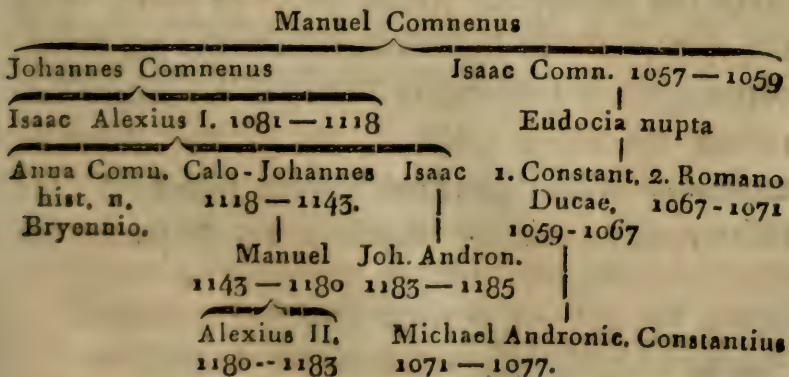 Manuel Comnenus
Johannes Comnenus Isaac Comn. 1057 — 1059
Isaac Alexius I. 1081 — 1118 Eudocia nupta
Anna Comn. Calo-Johannes Isaac 1. Constant. 2. Romano
hist. n. 1118 — 1143. Ducae, 1067 - 1071
Bryennio. 1059 - 1067
Manuel Joh. Andron.
1143 — 1180 1183 — 1185
Alexius II. Michael Andronic. Constantius
1180 -- 1183 1071 — 1077.